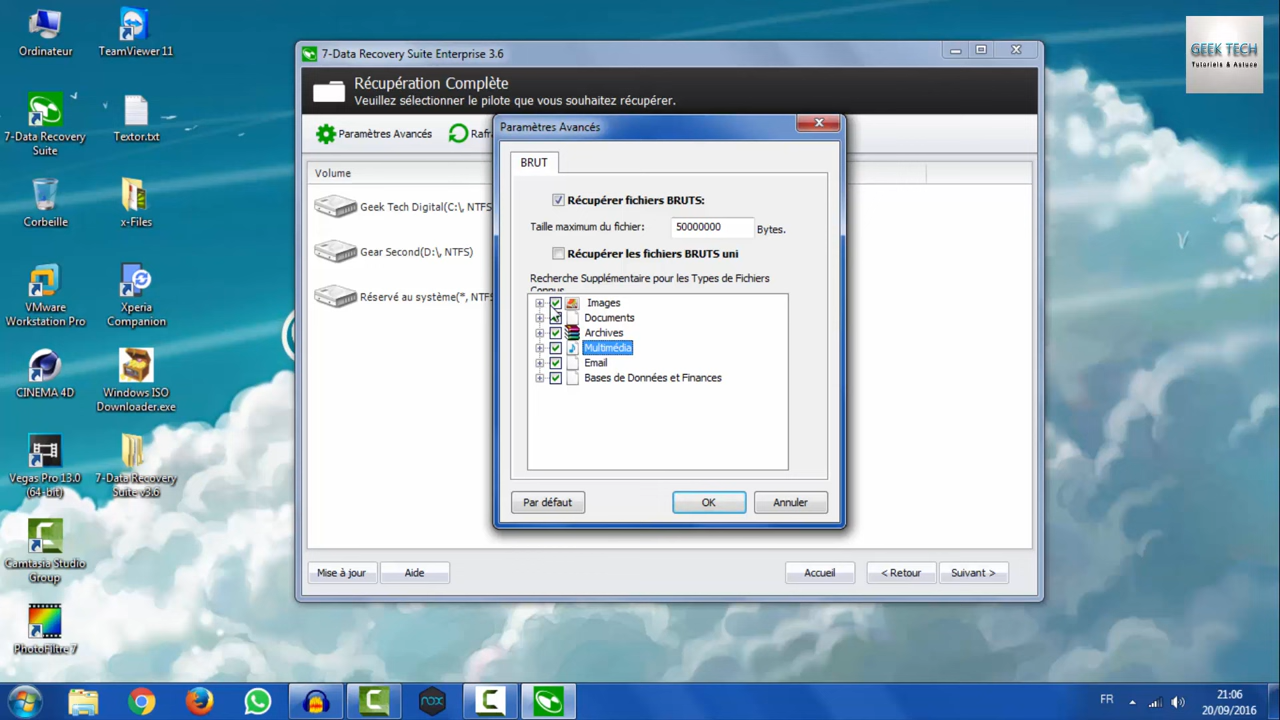 Ordinateur
TeamViewer 11
7-Data Recovery
Suite
Textor.txt
Corbeille
x-Files
VMware
Workstation Pro
Xperia
Companion
CINEMA 4D
Windows ISO
Downloader.exe
Vegas Pro 13.0
(64-bit)
7-Data Recovery
Suite v3.6
Camtasia Studio
Group
PhotoFiltre 7
GEEK TECH
Tutoriels & Astuce
7-Data Recovery Suite Enterprise 3.6
Récupération Complète
Veuillez sélectionner le pilote que vous souhaitez récupérer.
Paramètres Avancés
Rafr
Volume
Geek Tech Digital(C:\, NTFS
Gear Second(D:\, NTFS)
Réservé au système(*, NTFS
Paramètres Avancés
BRUT
Récupérer fichiers BRUTS:
Taille maximum du fichier: 50000000 Bytes.
Récupérer les fichiers BRUTS uni
Recherche Supplémentaire pour les Types de Fichiers
Connus
Images
Documents
Archives
Multimédia
Email
Bases de Données et Finances
Par défaut
OK
Annuler
Mise à jour
Aide
Accueil
< Retour
Suivant >
nox
FR
21:06
20/09/2016